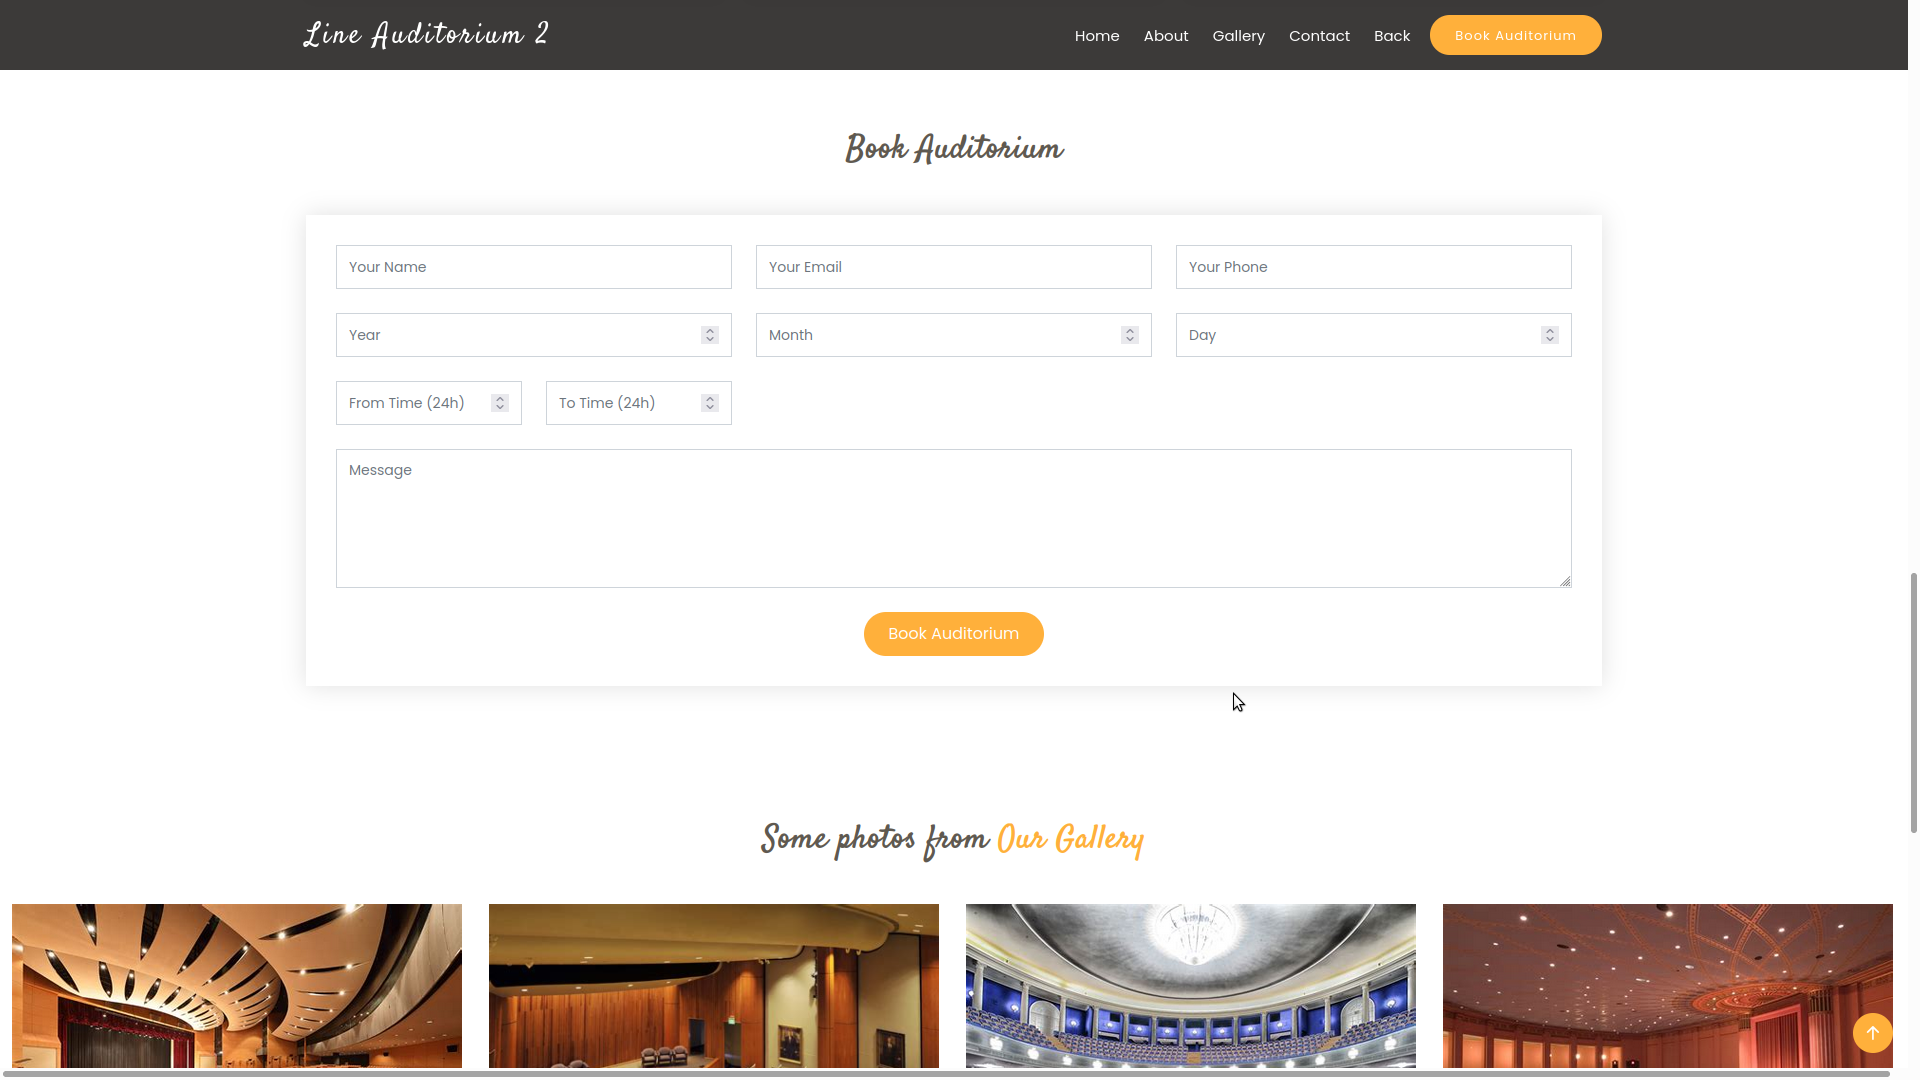 Line Auditorium 2
Home About Gallery Contact Back Book Auditorium
Book Auditorium
Your Name Your Email Your Phone
Year Month Day
From Time (24h) To Time (24h)
Message
Book Auditorium
Some photos from Our Gallery